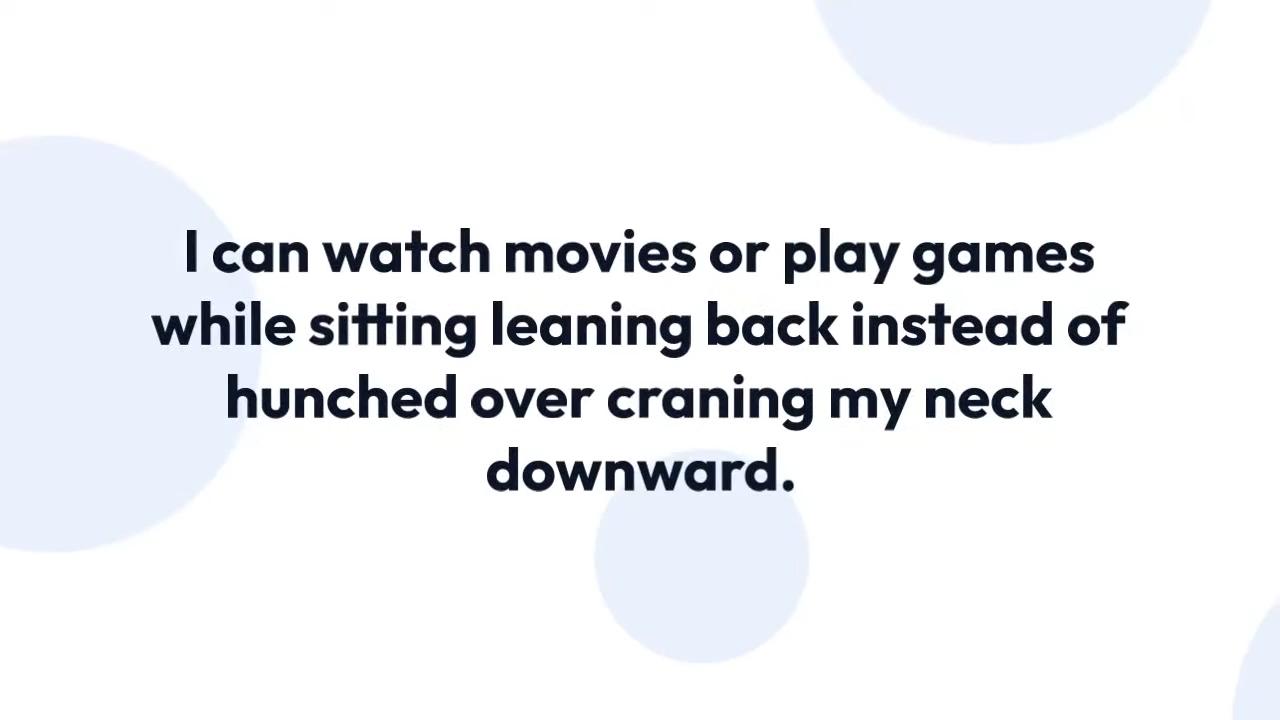 I can watch movies or play games
while sitting leaning back instead of
hunched over craning my neck
downward.